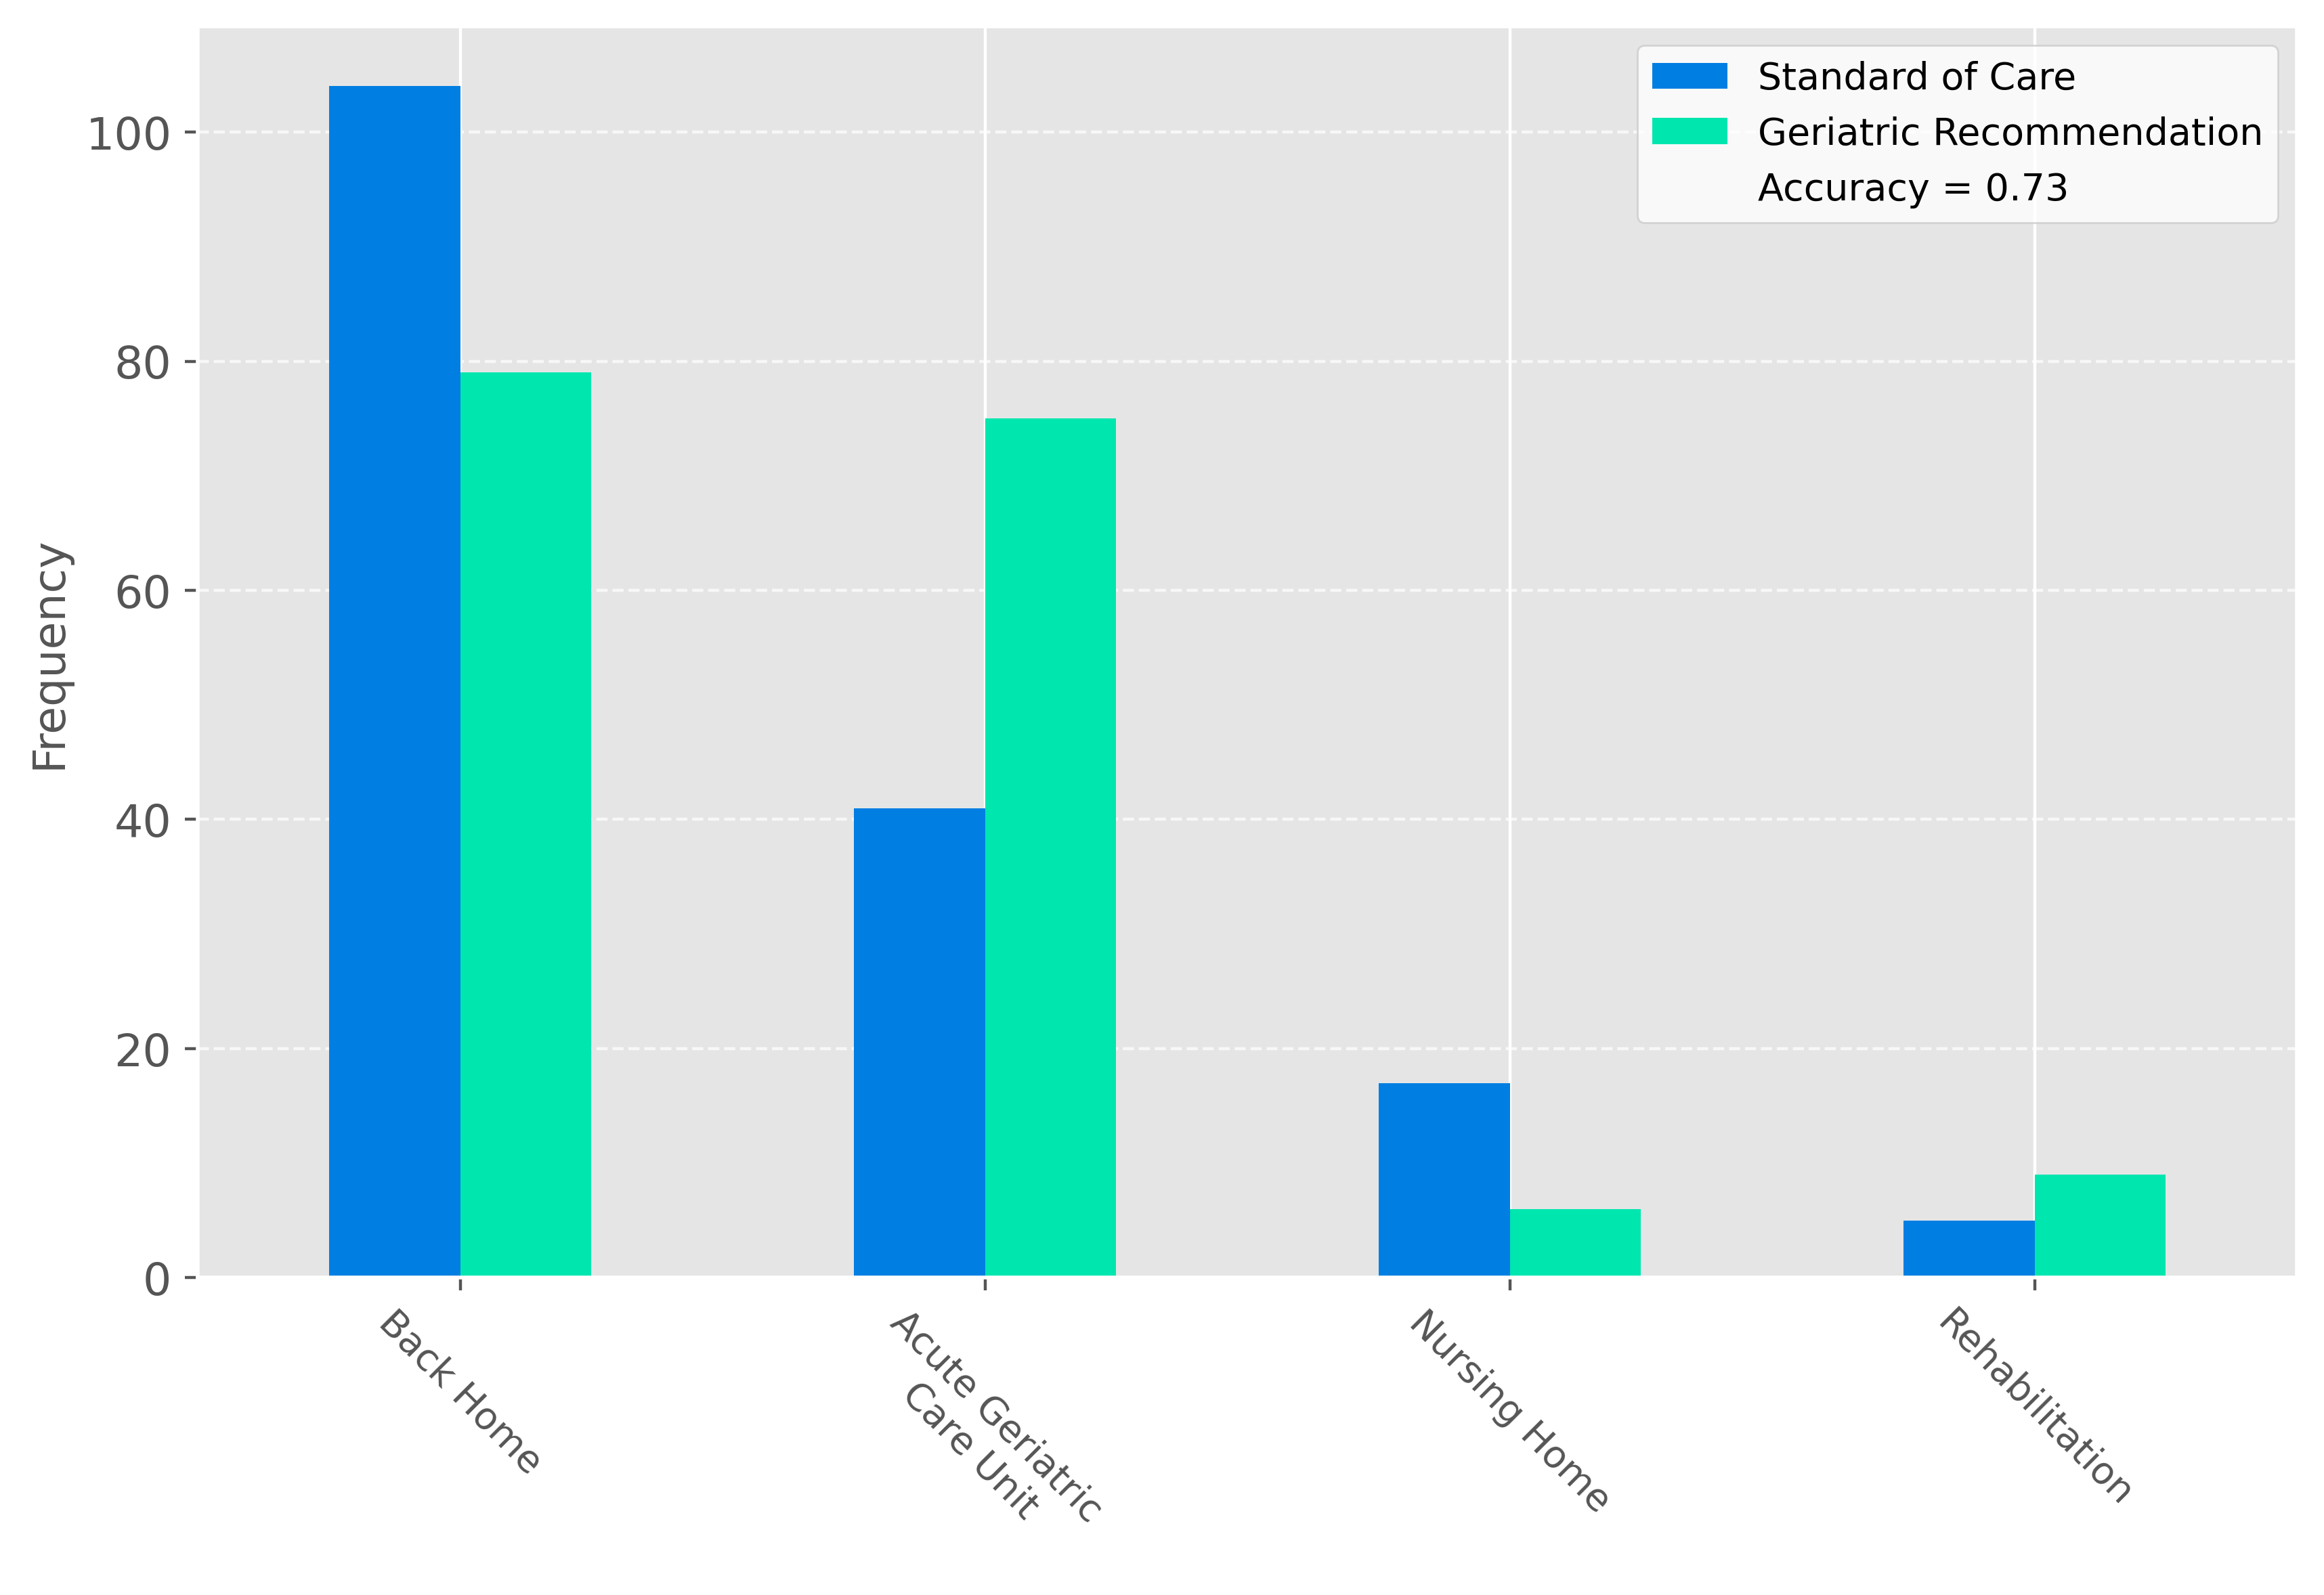 Standard of Care
Geriatric Recommendation
Accuracy = 0.73
Frequency
100
80
60
40
20
0
Back Home
Acute Geriatric
Care Unit
Nursing Home
Rehabilitation